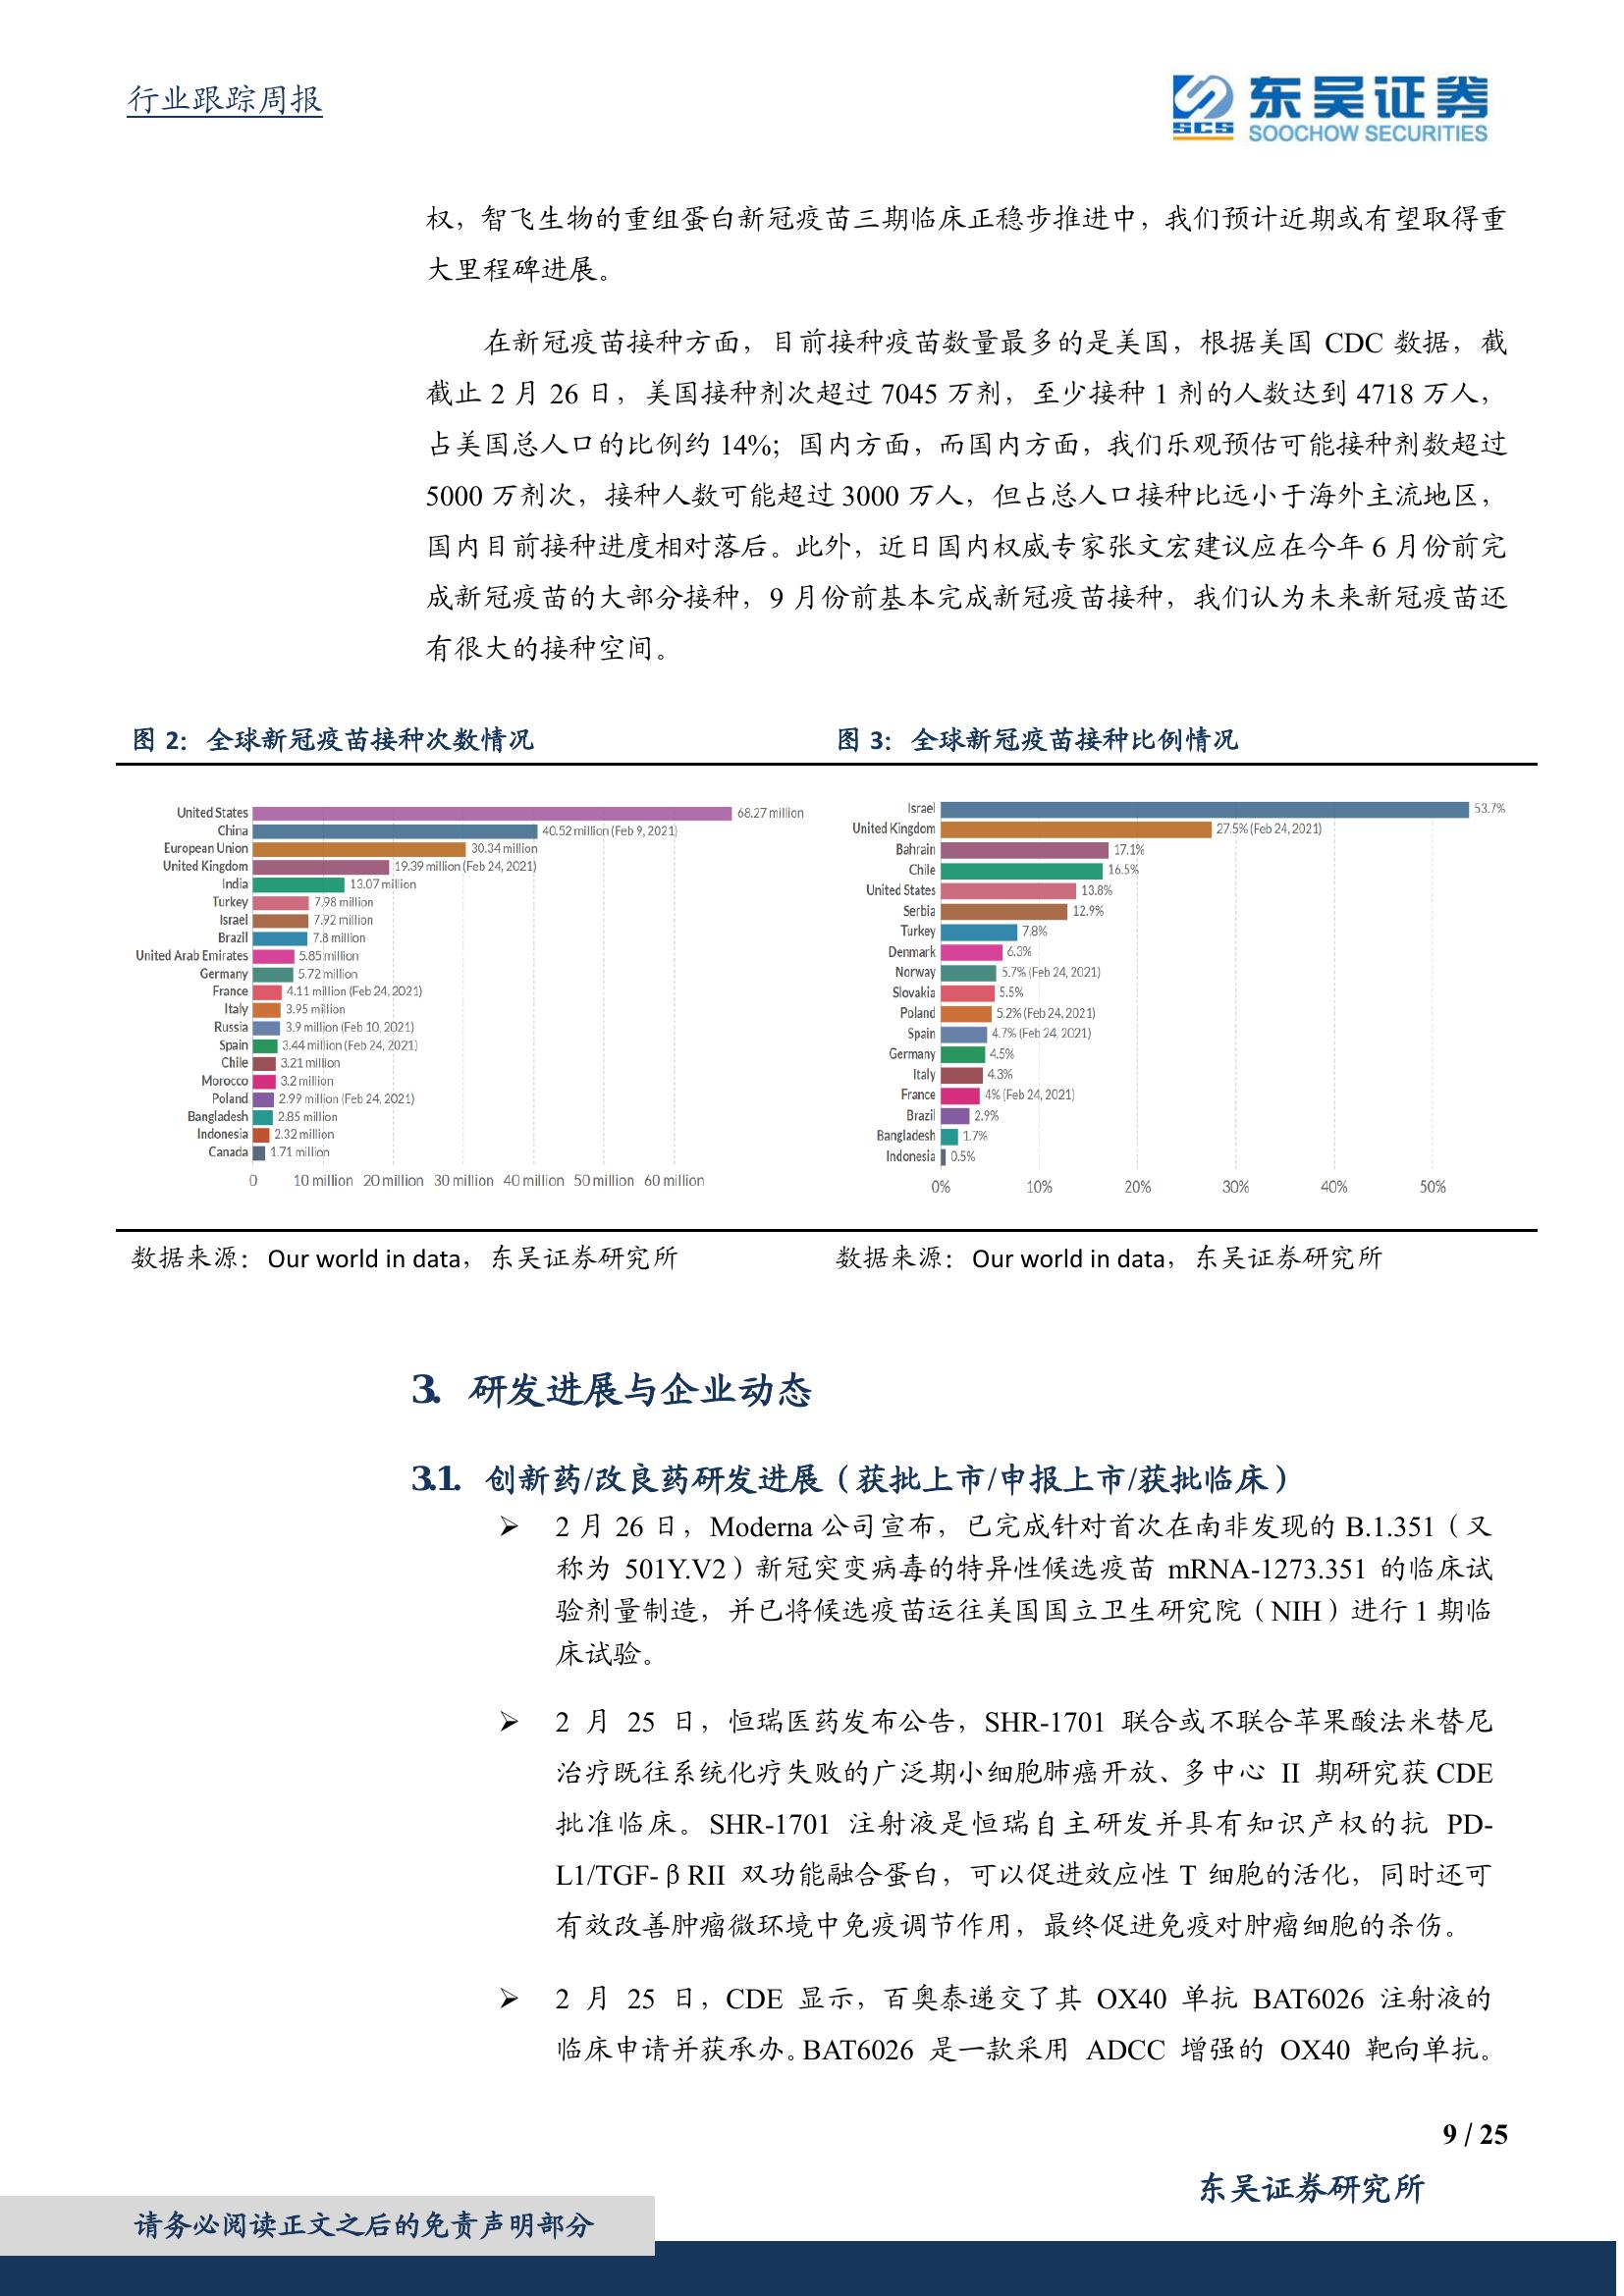 行业跟踪周报
东吴证券
SCS
SOOCHOW SECURITIES
权，智飞生物的重组蛋白新冠疫苗三期临床正稳步推进中，我们预计近期或有望取得重
大里程碑进展。
在新冠疫苗接种方面，目前接种疫苗数量最多的是美国，根据美国 CDC 数据，截
截止 2 月 26 日，美国接种剂次超过 7045 万剂，至少接种 1 剂的人数达到 4718 万人，
占美国总人口的比例约 14%；国内方面，而国内方面，我们乐观预估可能接种剂数超过
5000 万剂次，接种人数可能超过 3000 万人，但占总人口接种比远小于海外主流地区，
国内目前接种进度相对落后。此外，近日国内权威专家张文宏建议应在今年 6 月份前完
成新冠疫苗的大部分接种，9 月份前基本完成新冠疫苗接种，我们认为未来新冠疫苗还
有很大的接种空间。
图 2：全球新冠疫苗接种次数情况
United States 68.27 million
China 40.52 million (Feb 9, 2021)
European Union 30.34 million
United Kingdom 19.39 million (Feb 24, 2021)
India 13.07 million
Turkey 7.98 million
Israel 7.92 million
Brazil 7.8 million
United Arab Emirates 5.85 million
Germany 5.72 million
France 4.11 million (Feb 24, 2021)
Italy 3.95 million
Russia 3.9 million (Feb 10, 2021)
Spain 3.44 million (Feb 24, 2021)
Chile 3.21 million
Morocco 3.2 million
Poland 2.99 million (Feb 24, 2021)
Bangladesh 2.85 million
Indonesia 2.32 million
Canada 1.71 million
0 10 million 20 million 30 million 40 million 50 million 60 million
数据来源：Our world in data，东吴证券研究所
图 3：全球新冠疫苗接种比例情况
Israel 53.7%
United Kingdom 27.5% (Feb 24, 2021)
Bahrain 17.1%
Chile 16.5%
United States 13.8%
Serbia 12.9%
Turkey 7.8%
Denmark 6.3%
Norway 5.7% (Feb 24, 2021)
Slovakia 5.5%
Poland 5.2% (Feb 24, 2021)
Spain 4.7% (Feb 24, 2021)
Germany 4.5%
Italy 4.3%
France 4% (Feb 24, 2021)
Brazil 2.9%
Bangladesh 1.7%
Indonesia 0.5%
0% 10% 20% 30% 40% 50%
数据来源：Our world in data，东吴证券研究所
3. 研发进展与企业动态
3.1. 创新药/改良药研发进展（获批上市/申报上市/获批临床）
➢ 2 月 26 日，Moderna 公司宣布，已完成针对首次在南非发现的 B.1.351（又
称为 501Y.V2）新冠突变病毒的特异性候选疫苗 mRNA-1273.351 的临床试
验剂量制造，并已将候选疫苗运往美国国立卫生研究院（NIH）进行 1 期临
床试验。
➢ 2 月 25 日，恒瑞医药发布公告，SHR-1701 联合或不联合苹果酸法米替尼
治疗既往系统化疗失败的广泛期小细胞肺癌开放、多中心 II 期研究获 CDE
批准临床。SHR-1701 注射液是恒瑞自主研发并具有知识产权的抗 PD-
L1/TGF-βRII 双功能融合蛋白，可以促进效应性 T 细胞的活化，同时还可
有效改善肿瘤微环境中免疫调节作用，最终促进免疫对肿瘤细胞的杀伤。
➢ 2 月 25 日，CDE 显示，百奥泰递交了其 OX40 单抗 BAT6026 注射液的
临床申请并获承办。BAT6026 是一款采用 ADCC 增强的 OX40 靶向单抗。
9 / 25
东吴证券研究所
请务必阅读正文之后的免责声明部分